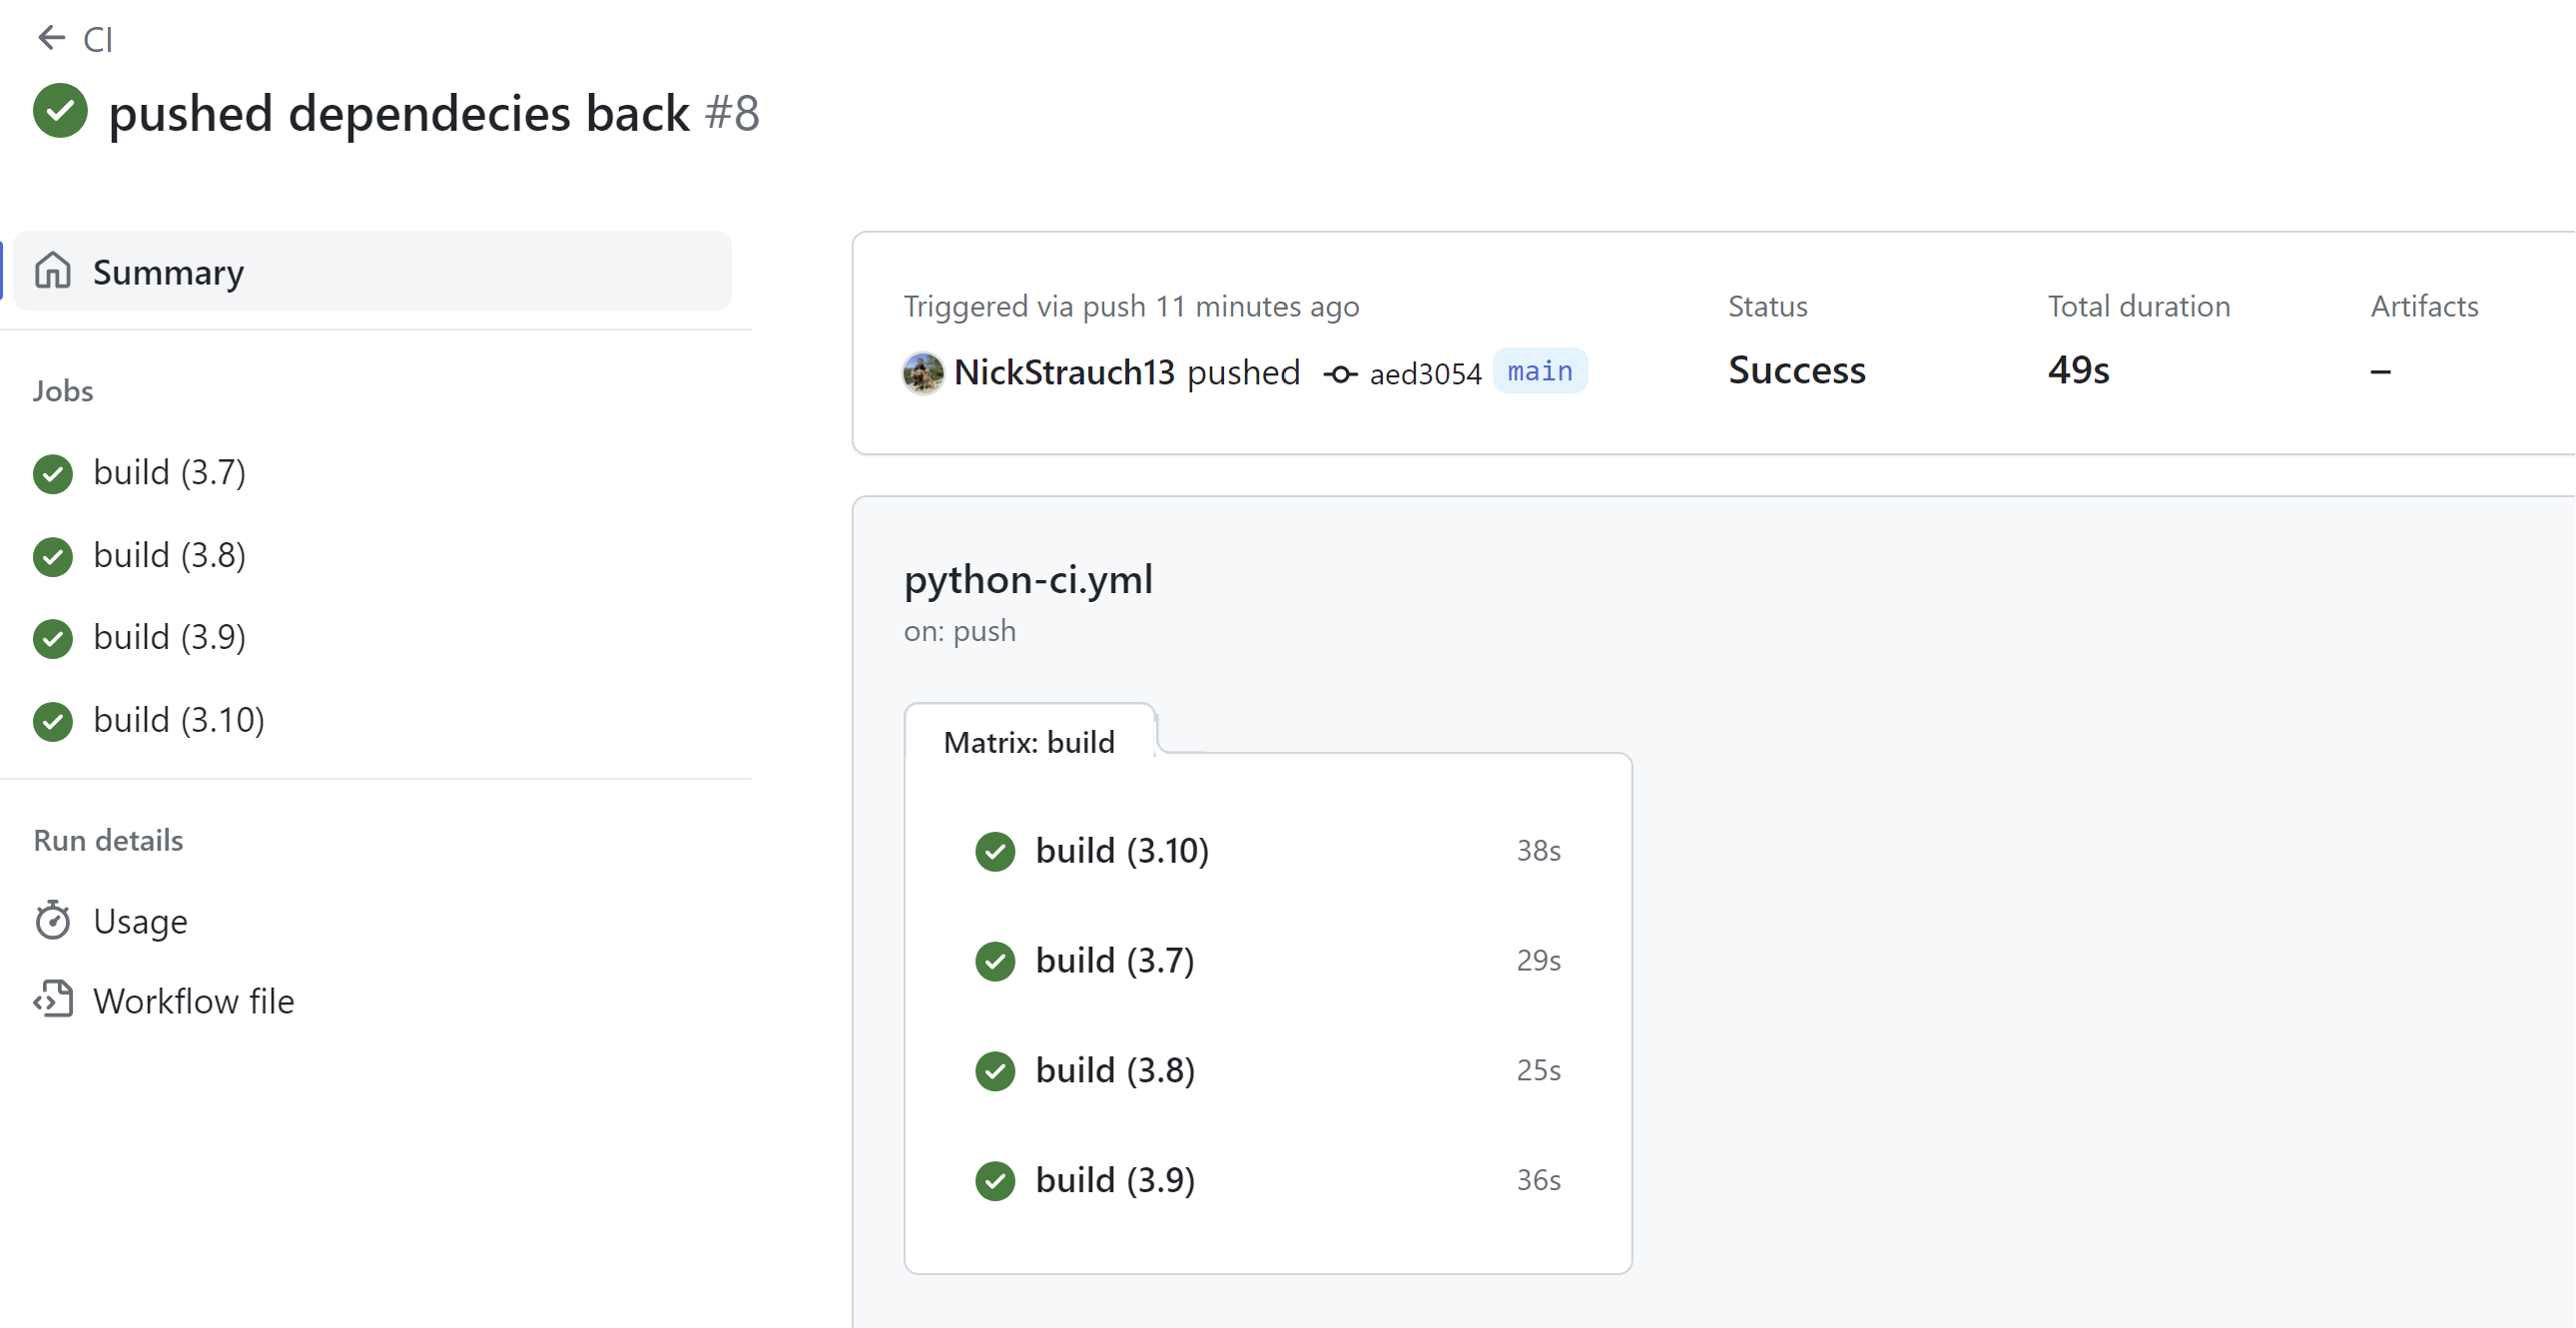 CI
pushed dependecies back #8
Summary
Jobs
build (3.7)
build (3.8)
build (3.9)
build (3.10)
Run details
Usage
Workflow file
Triggered via push 11 minutes ago
NickStrauch13 pushed aed3054 main
Status
Success
Total duration
49s
Artifacts
–
python-ci.yml
on: push
Matrix: build
build (3.10) 38s
build (3.7) 29s
build (3.8) 25s
build (3.9) 36s